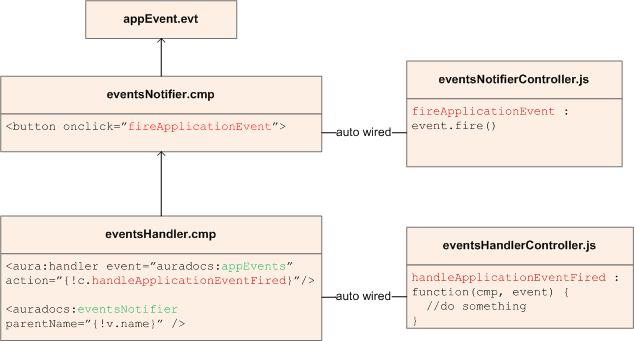 appEvent.evt
eventsNotifier.cmp
<button onclick=”fireApplicationEvent”>
auto wired
eventsNotifierController.js
fireApplicationEvent :
event.fire()
eventsHandler.cmp
<aura:handler event=”auradocs:appEvents”
action=”{!c.handleApplicationEventFired}”/>
<auradocs:eventsNotifier
parentName=”{!v.name}” />
auto wired
eventsHandlerController.js
handleApplicationEventFired :
function(cmp, event) {
//do something
}